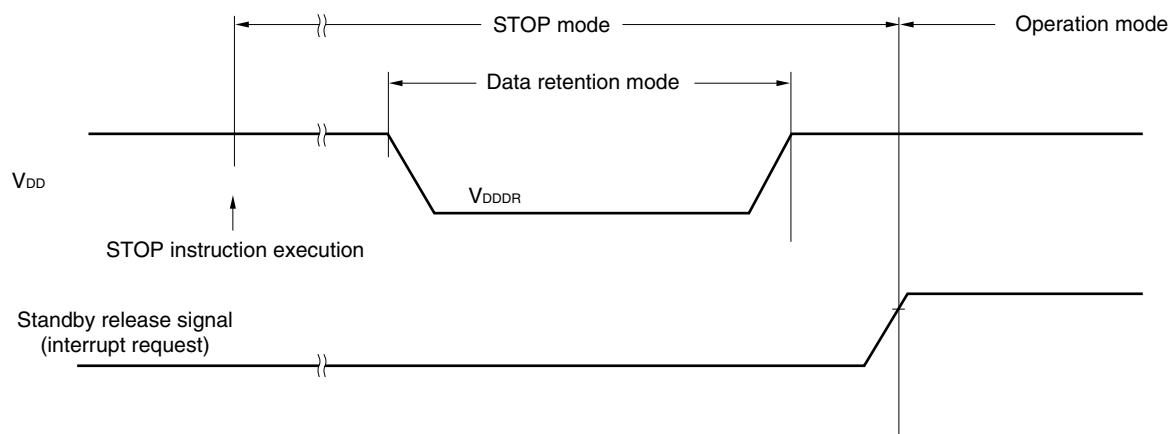 STOP mode
Operation mode
Data retention mode
VDD
VDDDR
STOP instruction execution
Standby release signal
(interrupt request)